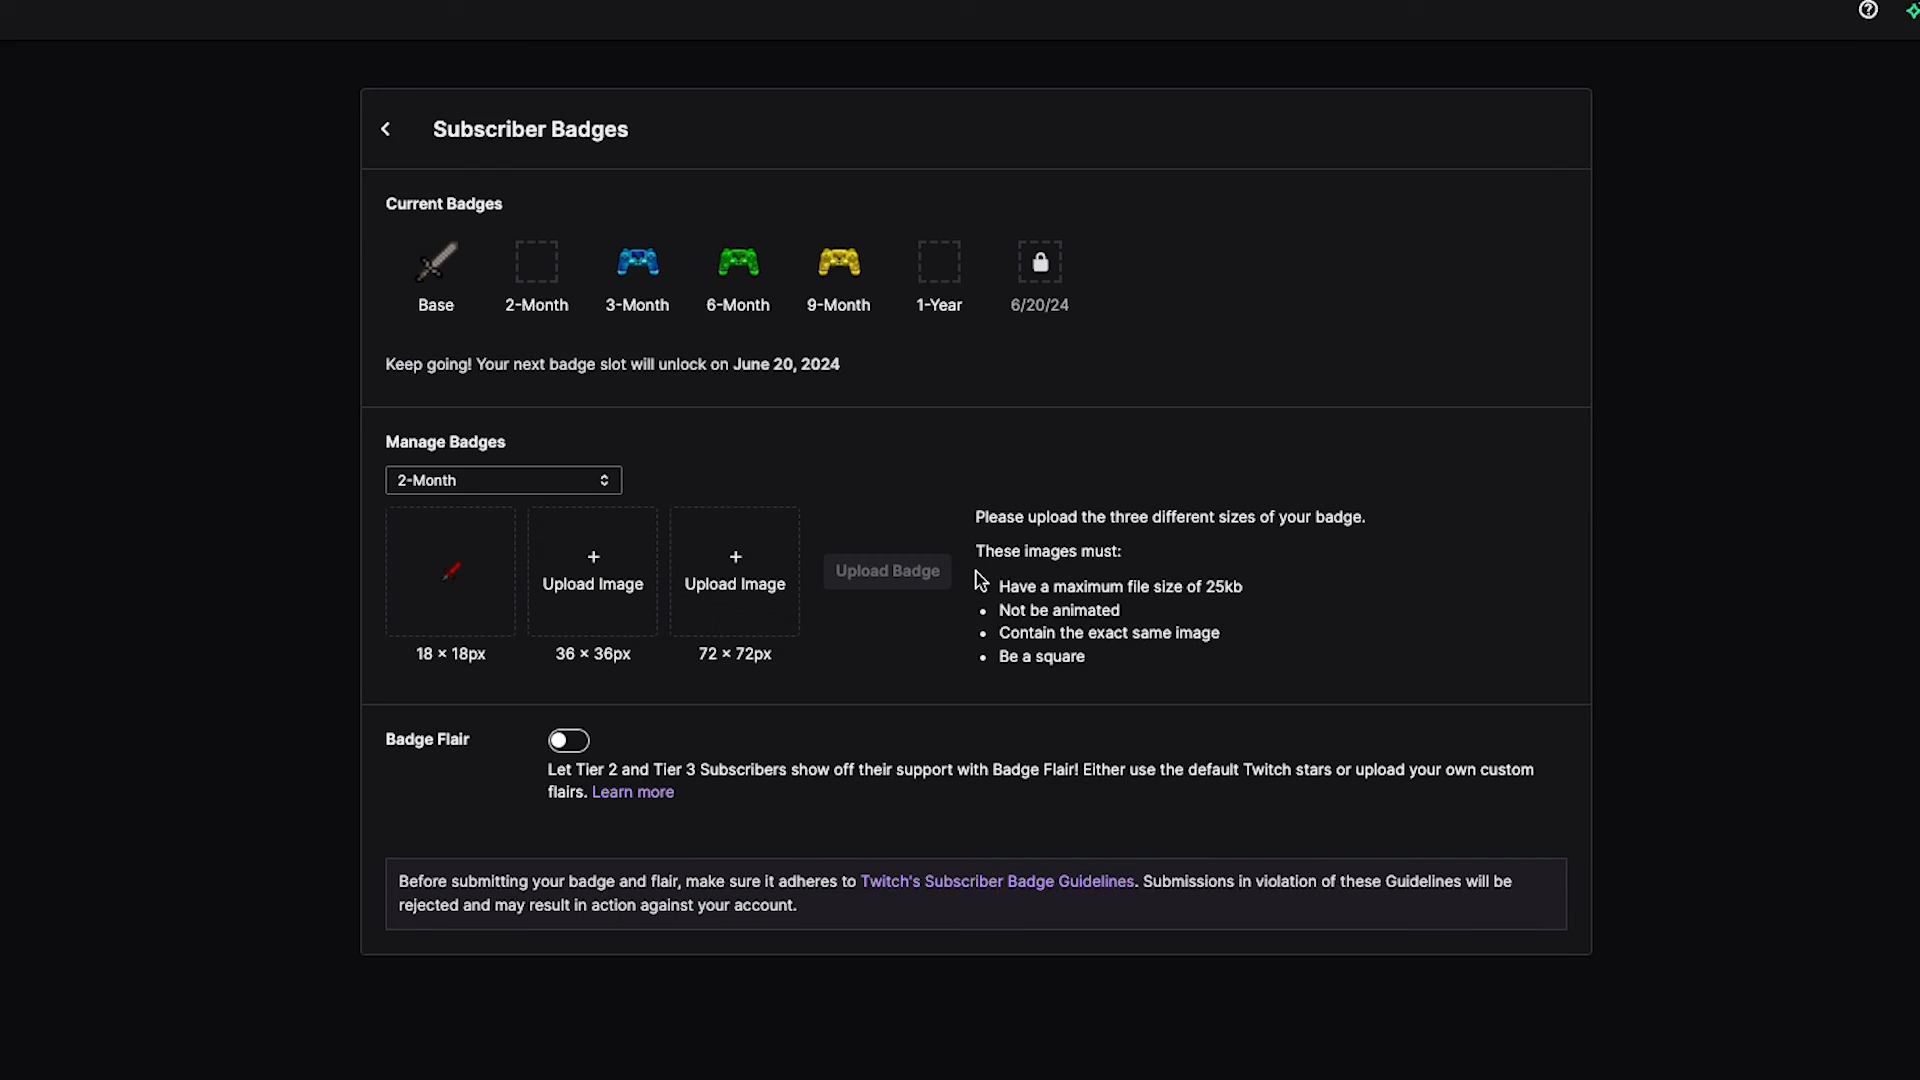 Subscriber Badges
Current Badges
Base
2-Month
3-Month
6-Month
9-Month
1-Year
6/20/24
Keep going! Your next badge slot will unlock on June 20, 2024
Manage Badges
2-Month
+
Upload Image
+
Upload Image
Upload Badge
18 × 18px
36 × 36px
72 × 72px
Please upload the three different sizes of your badge.
These images must:
• Have a maximum file size of 25kb
• Not be animated
• Contain the exact same image
• Be a square
Badge Flair
Let Tier 2 and Tier 3 Subscribers show off their support with Badge Flair! Either use the default Twitch stars or upload your own custom
flairs. Learn more
Before submitting your badge and flair, make sure it adheres to Twitch's Subscriber Badge Guidelines. Submissions in violation of these Guidelines will be
rejected and may result in action against your account.